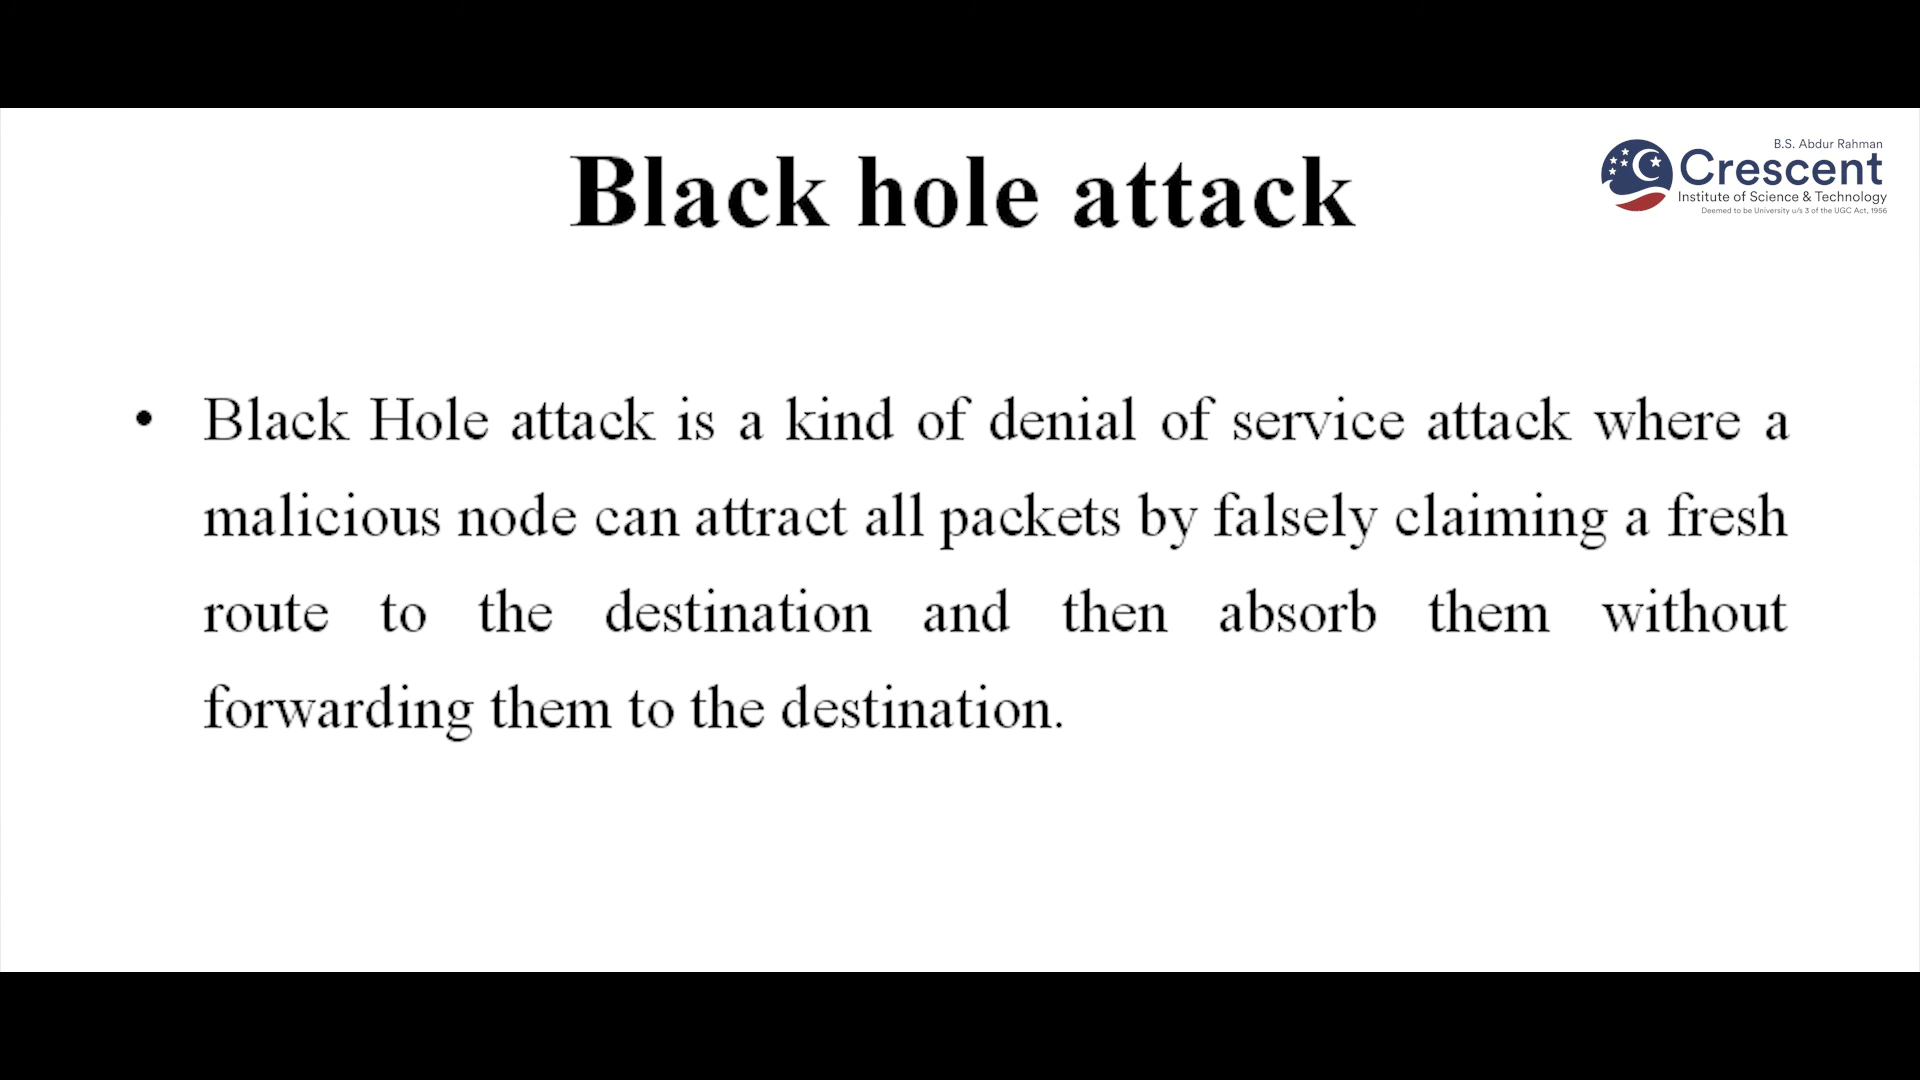 Black hole attack
B.S. Abdur Rahman
Crescent
Institute of Science & Technology
Deemed to be University u/s 3 of the UGC Act, 1956
• Black Hole attack is a kind of denial of service attack where a
malicious node can attract all packets by falsely claiming a fresh
route to the destination and then absorb them without
forwarding them to the destination.